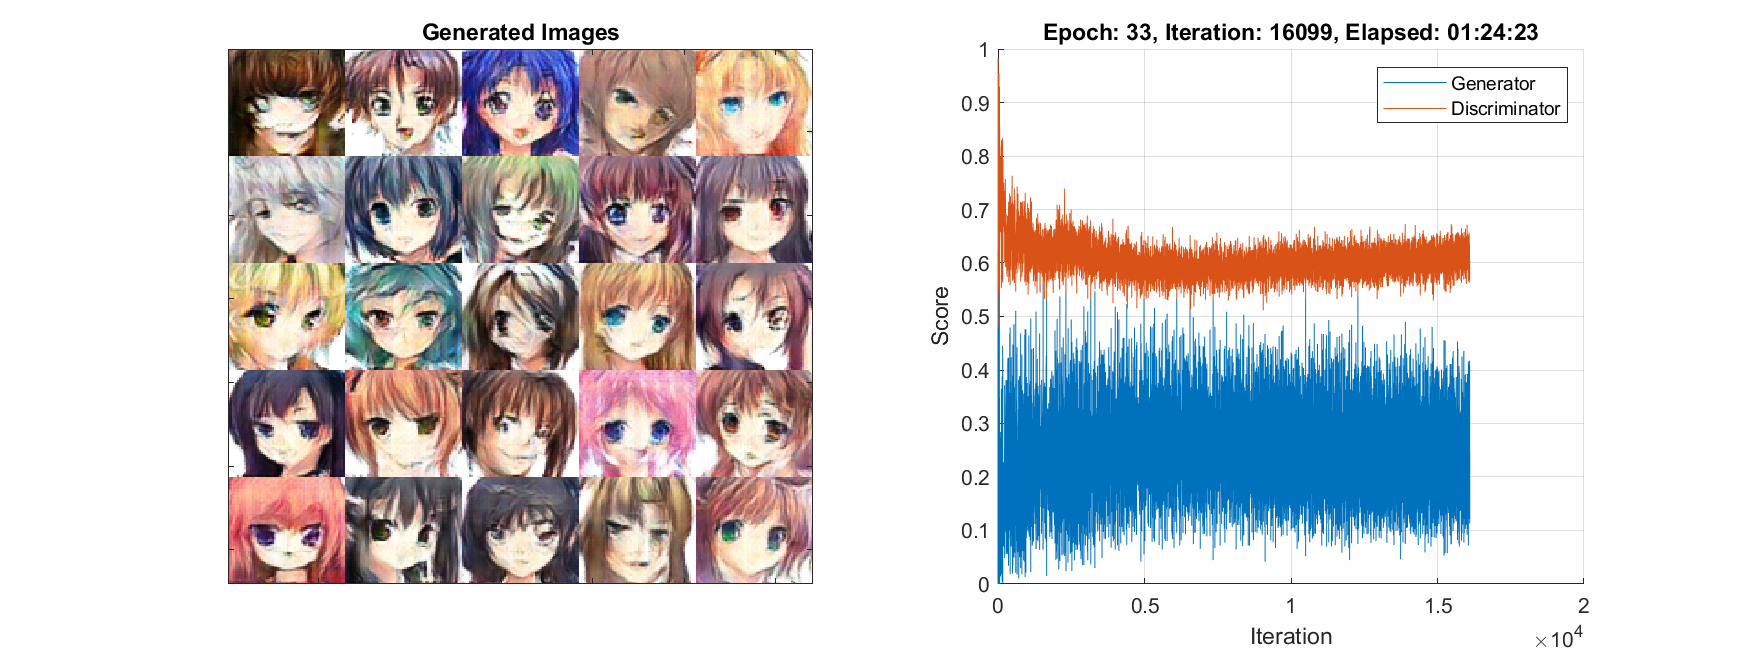 Generated Images
Epoch: 33, Iteration: 16099, Elapsed: 01:24:23
Generator
Discriminator
Score
1
0.9
0.8
0.7
0.6
0.5
0.4
0.3
0.2
0.1
0
0 0.5 1 1.5 2
Iteration
×10⁴